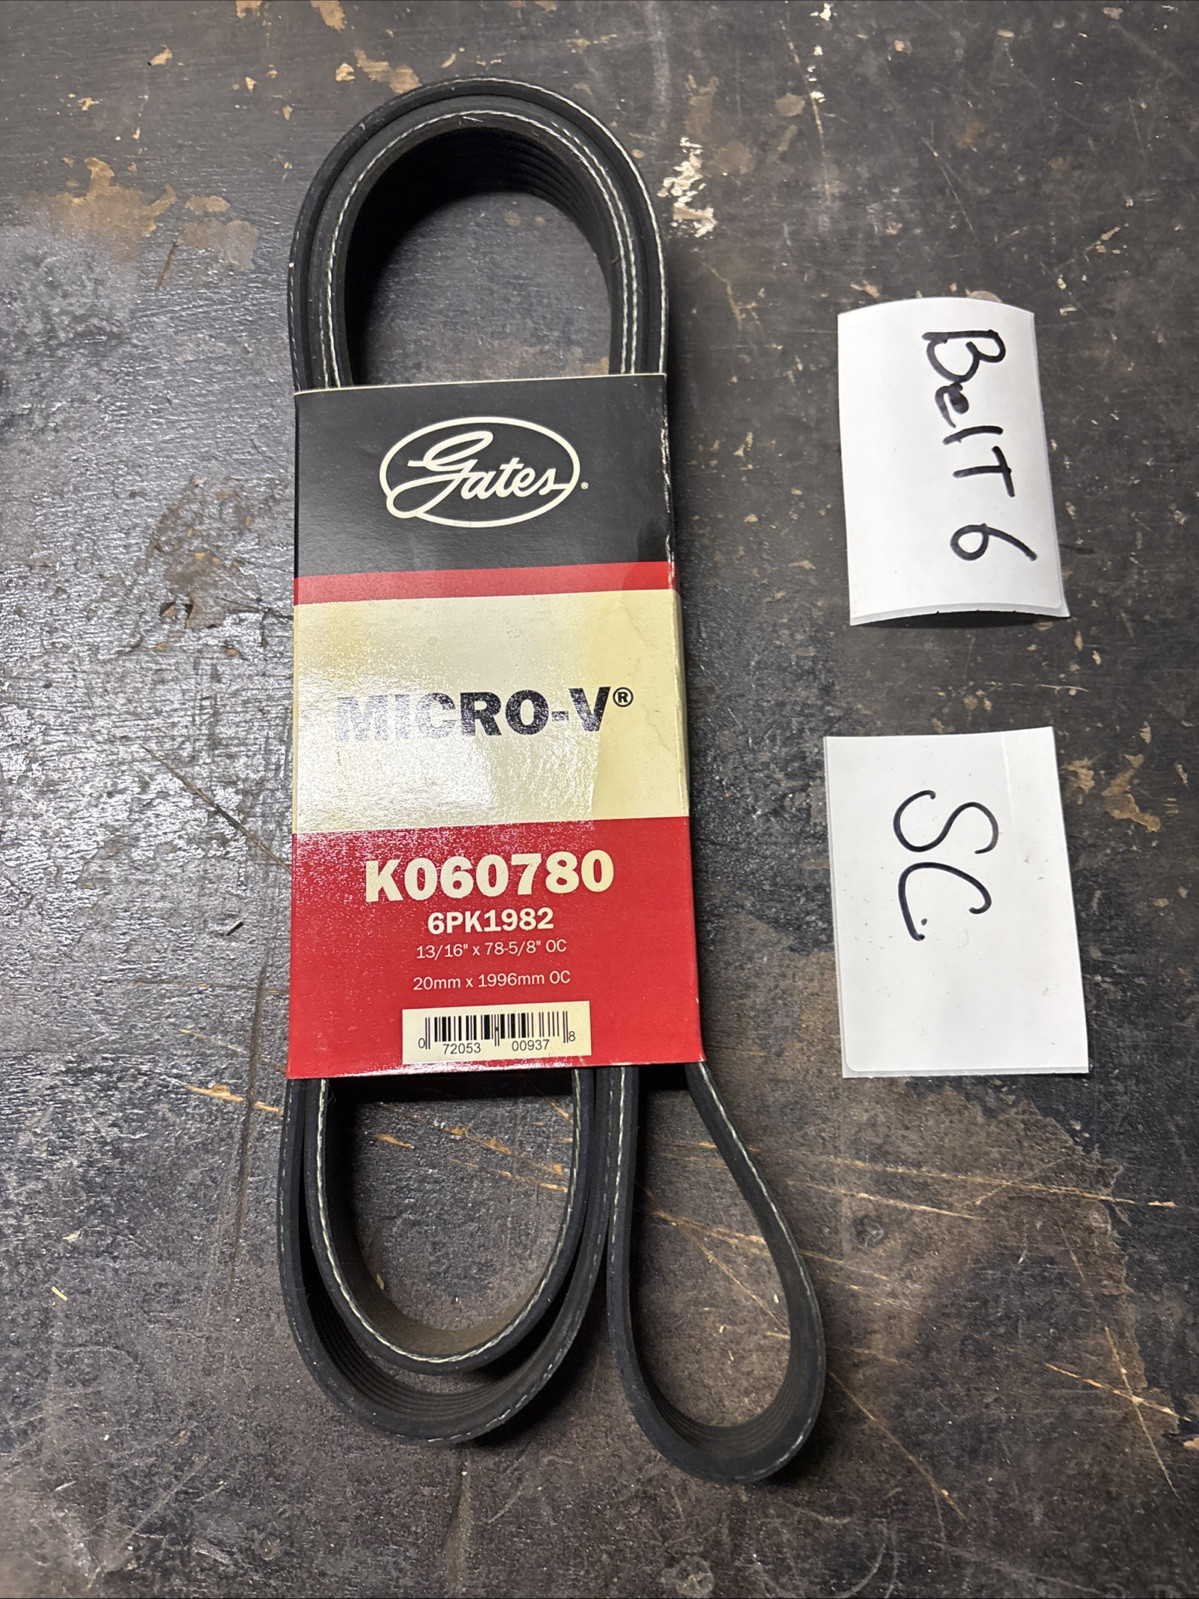 Gates®
MICRO-V®
K060780
6PK1982
13/16" x 78-5/8" OC
20mm x 1996mm OC
0 72053 00937 8
BelT 6
SC.